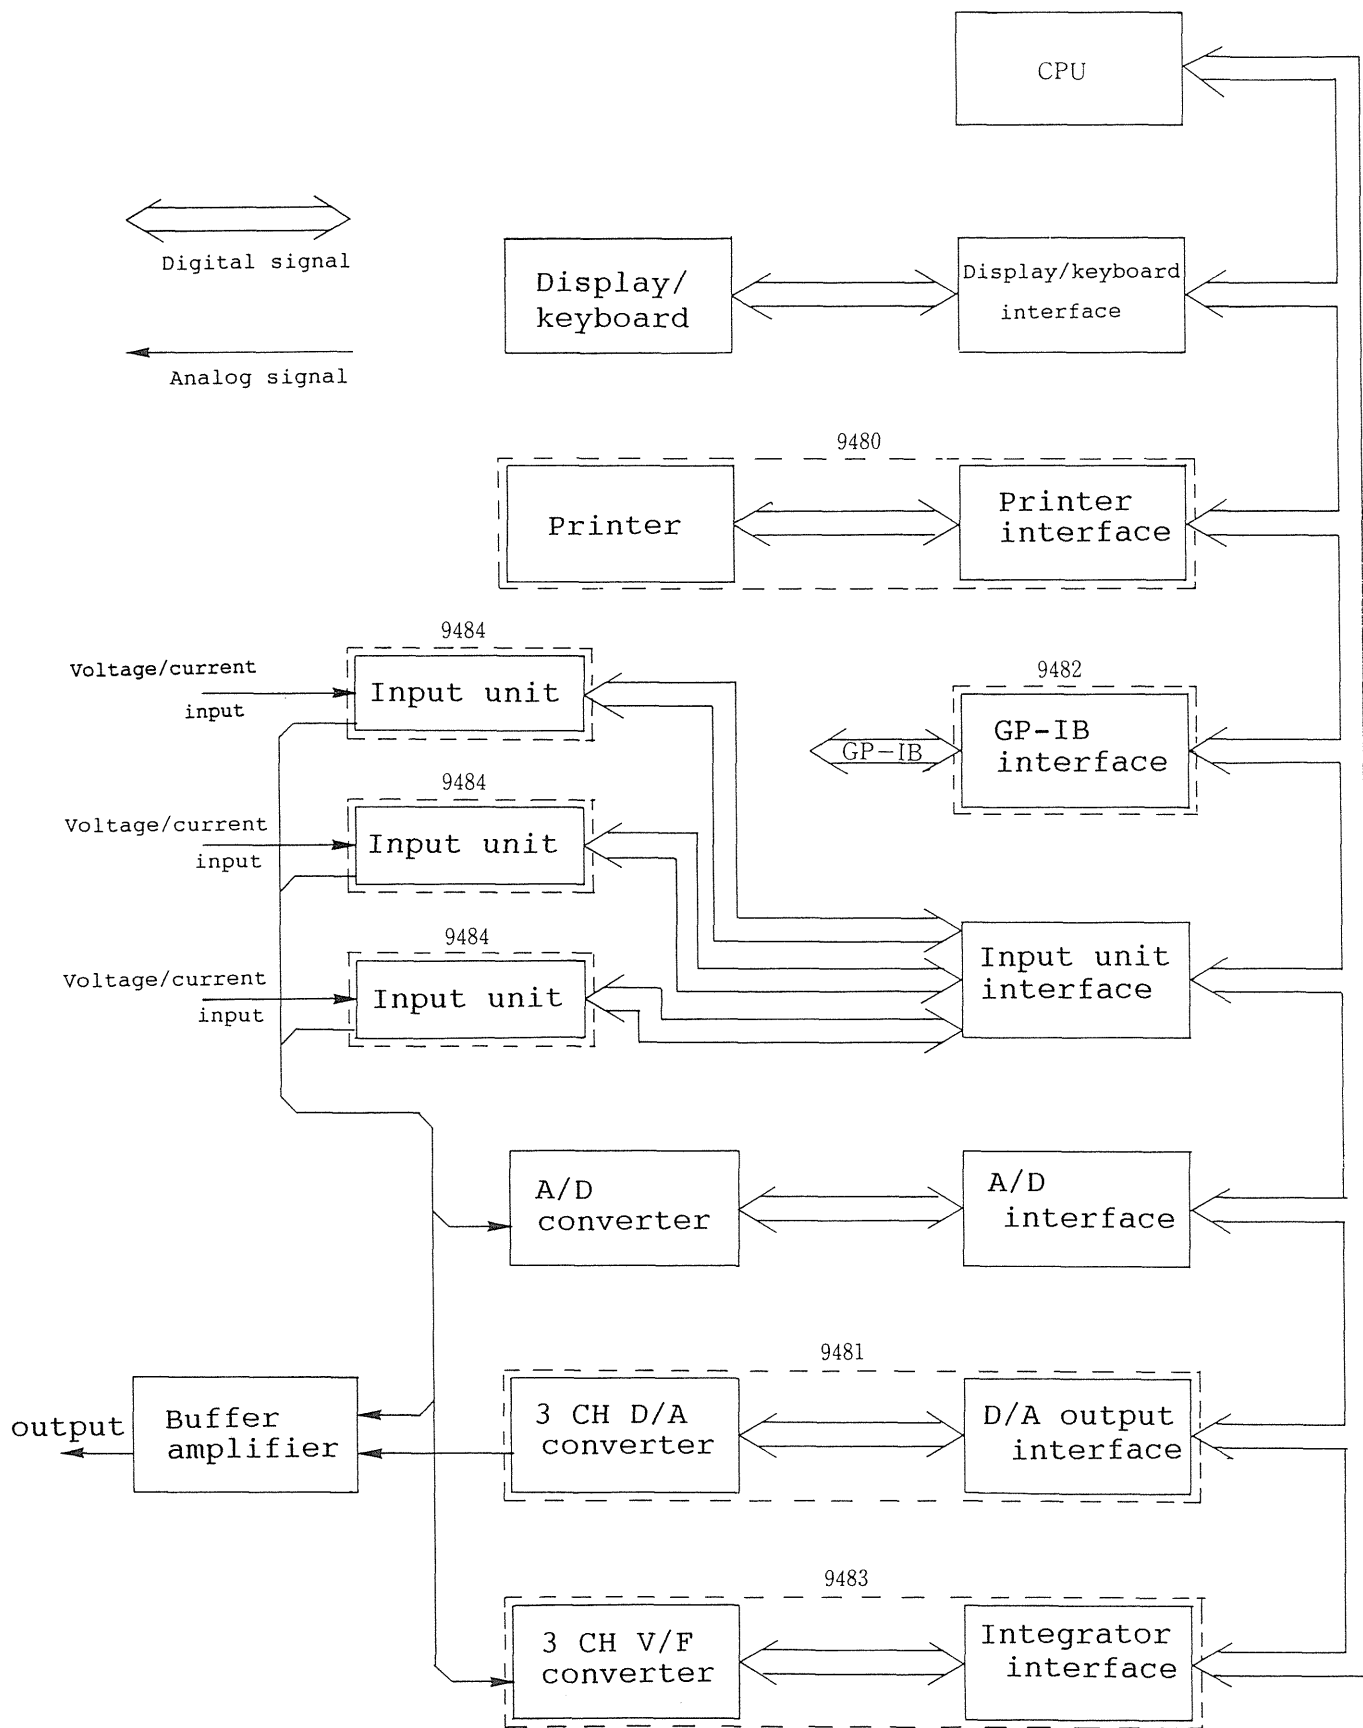 CPU
Digital signal
Display/
keyboard
Display/keyboard
interface
Analog signal
9480
Printer
Printer
interface
9484
Voltage/current
input
Input unit
9482
GP-IB
GP-IB
interface
9484
Voltage/current
input
Input unit
9484
Voltage/current
input
Input unit
Input unit
interface
A/D
converter
A/D
interface
9481
output
Buffer
amplifier
3 CH D/A
converter
D/A output
interface
9483
3 CH V/F
converter
Integrator
interface